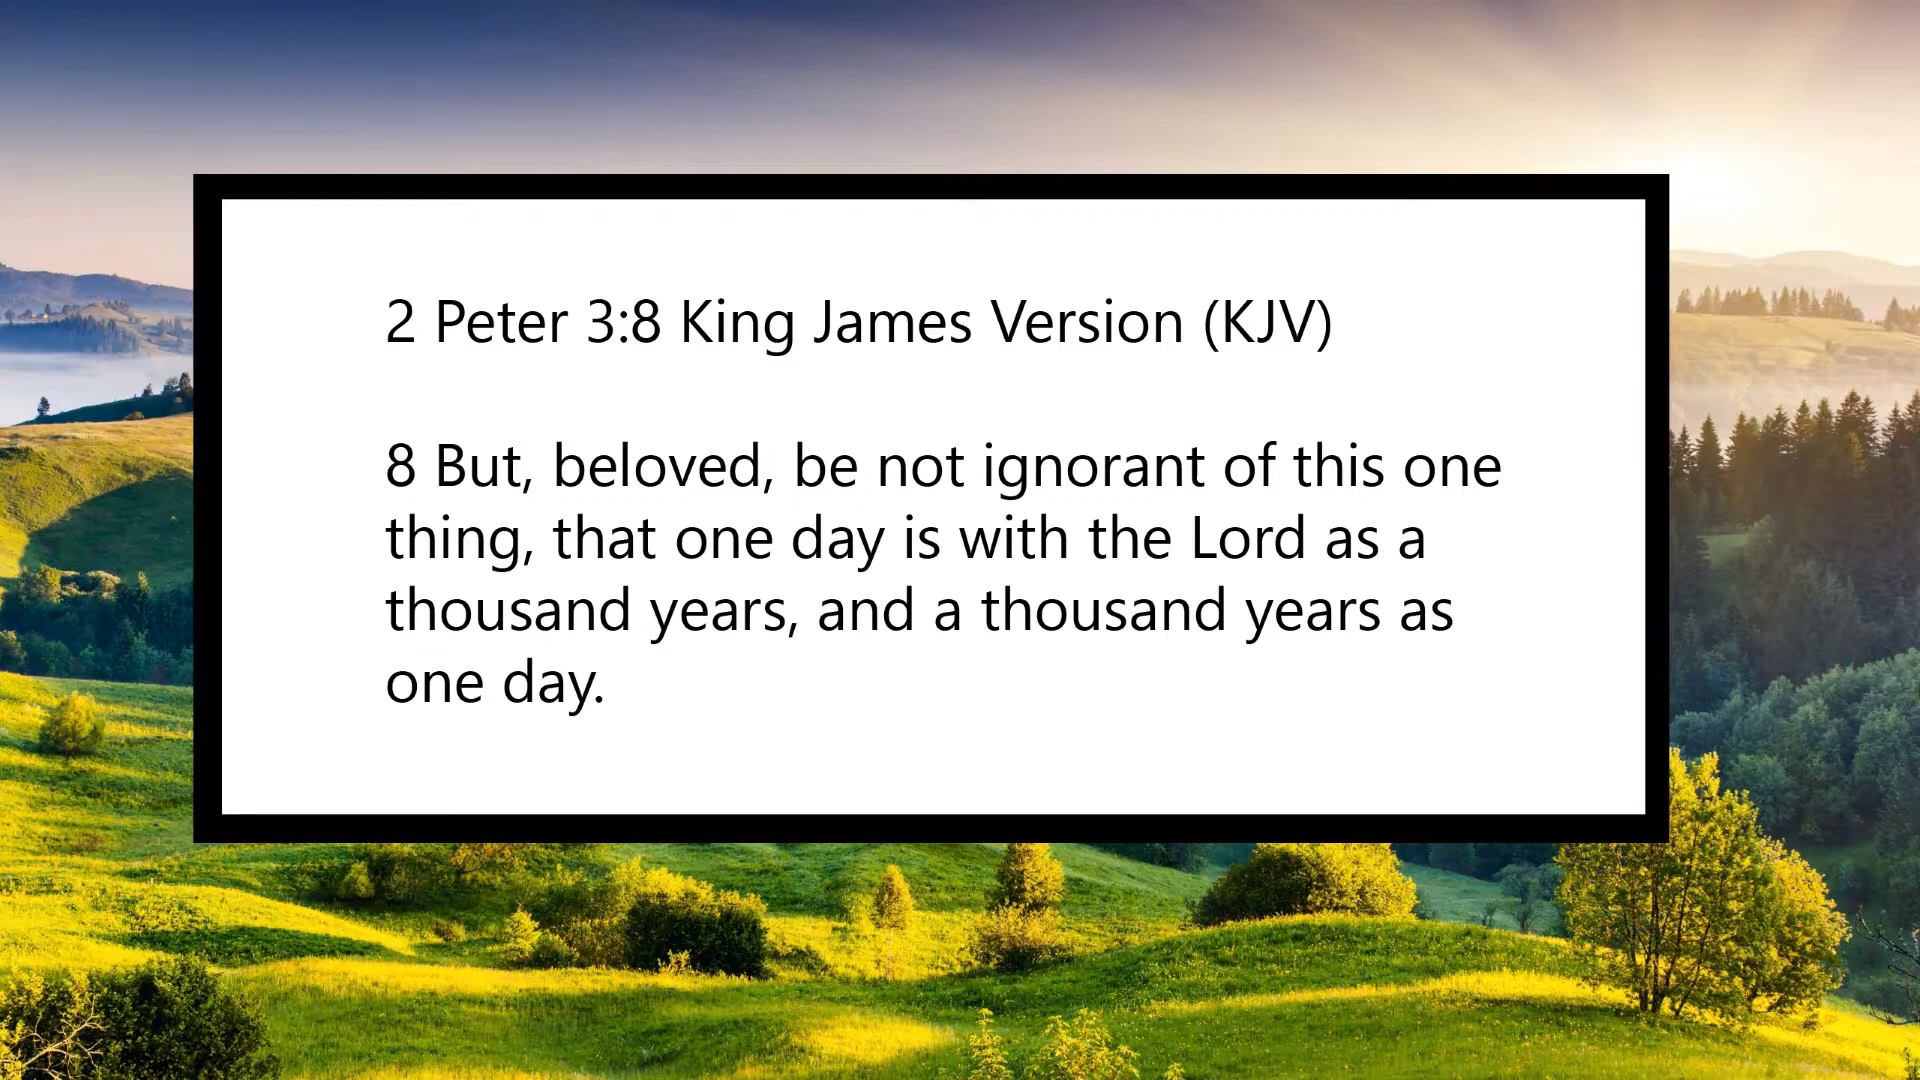 2 Peter 3:8 King James Version (KJV)
8 But, beloved, be not ignorant of this one
thing, that one day is with the Lord as a
thousand years, and a thousand years as
one day.